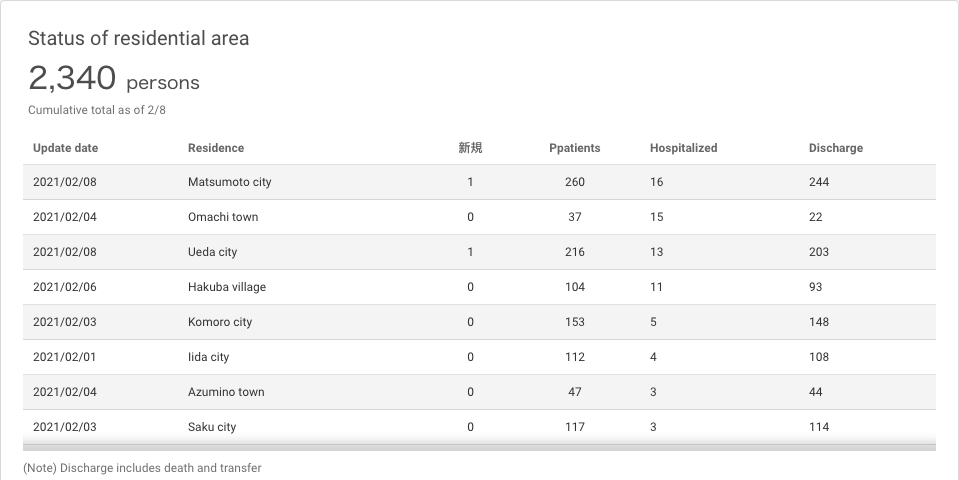 Status of residential area
2,340 persons
Cumulative total as of 2/8
Update date Residence 新規 Ppatients Hospitalized Discharge
2021/02/08 Matsumoto city 1 260 16 244
2021/02/04 Omachi town 0 37 15 22
2021/02/08 Ueda city 1 216 13 203
2021/02/06 Hakuba village 0 104 11 93
2021/02/03 Komoro city 0 153 5 148
2021/02/01 Iida city 0 112 4 108
2021/02/04 Azumino town 0 47 3 44
2021/02/03 Saku city 0 117 3 114
(Note) Discharge includes death and transfer